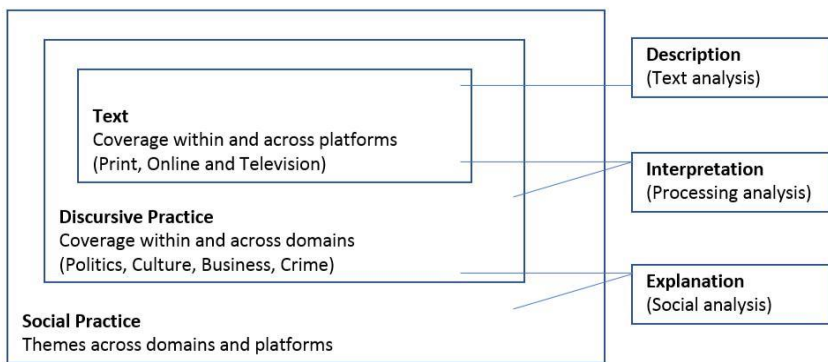 Text
Coverage within and across platforms
(Print, Online and Television)
Discursive Practice
Coverage within and across domains
(Politics, Culture, Business, Crime)
Social Practice
Themes across domains and platforms
Description
(Text analysis)
Interpretation
(Processing analysis)
Explanation
(Social analysis)